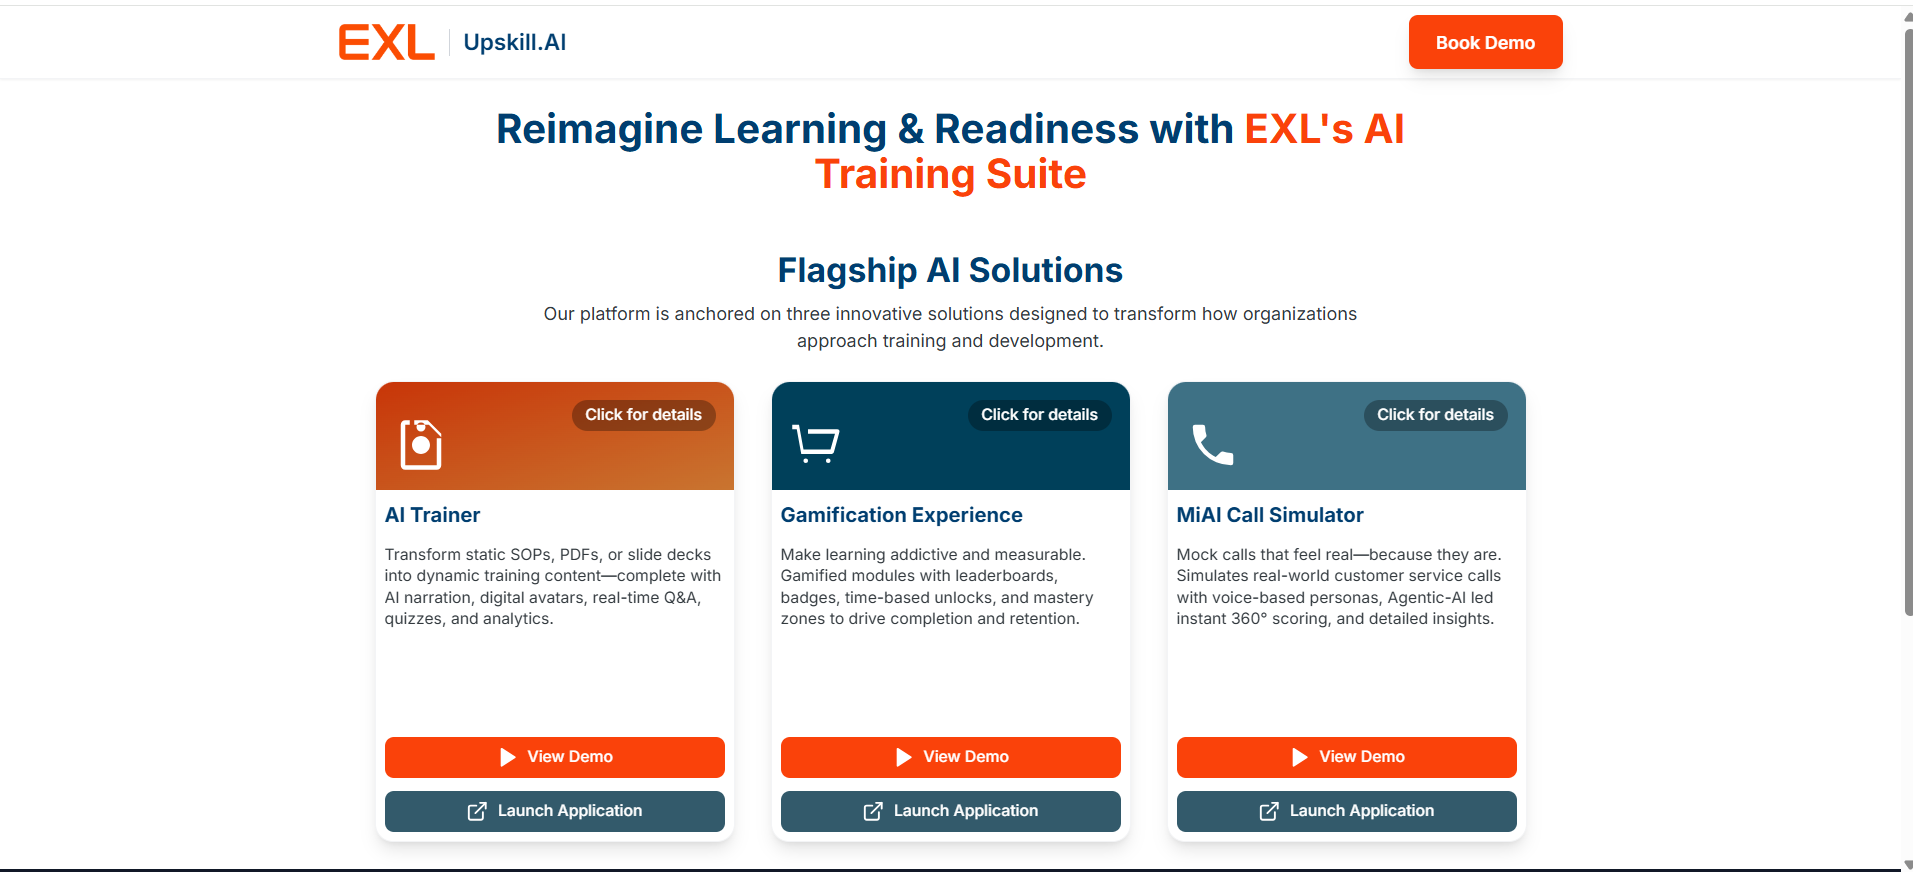 EXL
Upskill.AI
Book Demo
Reimagine Learning & Readiness with EXL's AI
Training Suite
Flagship AI Solutions
Our platform is anchored on three innovative solutions designed to transform how organizations
approach training and development.
Click for details
AI Trainer
Transform static SOPs, PDFs, or slide decks
into dynamic training content—complete with
AI narration, digital avatars, real-time Q&A,
quizzes, and analytics.
View Demo
Launch Application
Click for details
Gamification Experience
Make learning addictive and measurable.
Gamified modules with leaderboards,
badges, time-based unlocks, and mastery
zones to drive completion and retention.
View Demo
Launch Application
Click for details
MiAI Call Simulator
Mock calls that feel real—because they are.
Simulates real-world customer service calls
with voice-based personas, Agentic-AI led
instant 360° scoring, and detailed insights.
View Demo
Launch Application